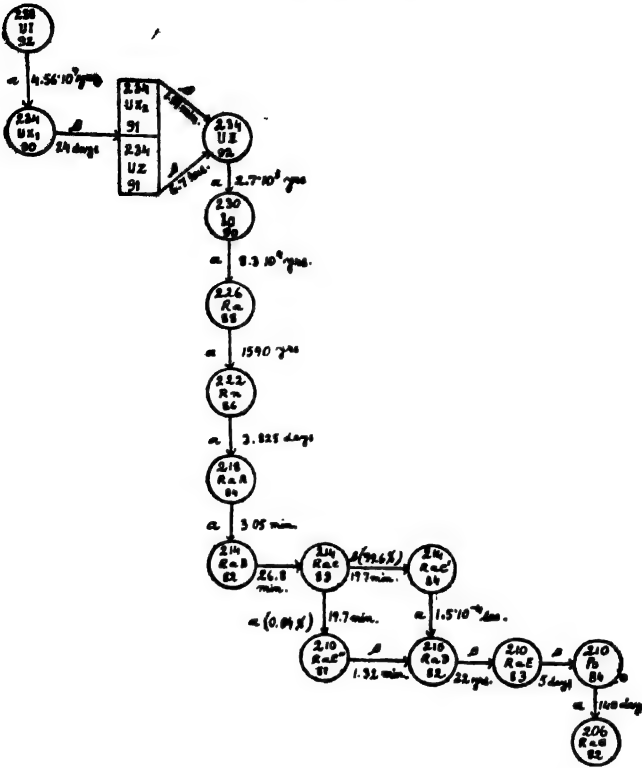 238
UI
92
α 4.56·10⁹ yrs
234
UX₁
90
β
24 days
234
UX₂
91
234
UZ
91
β
min.
β
6.7 hrs.
234
UII
92
α 2.7·10⁵ yrs
230
Io
90
α 8.3·10⁴ yrs.
226
Ra
88
α 1590 yrs
222
Rn
86
α 3.825 days
218
RaA
84
α 3.05 min.
214
RaB
82
26.8
min.
214
RaC
83
β(99.6%)
19.7 min.
214
RaC'
84
α (0.04%) 19.7 min.
α 1.5·10⁻⁴ sec.
210
RaC"
81
β
1.32 min.
210
RaD
82
β
22 yrs.
210
RaE
83
β
5 days
210
Po
84
α 140 days
206
RaG
82